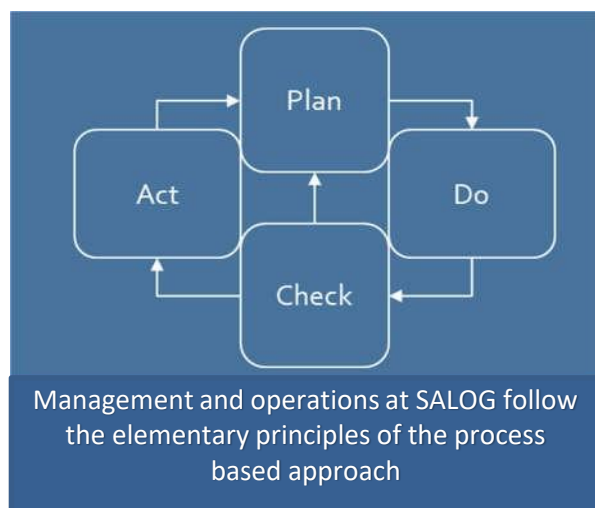 Plan
Act
Do
Check
Management and operations at SALOG follow
the elementary principles of the process
based approach